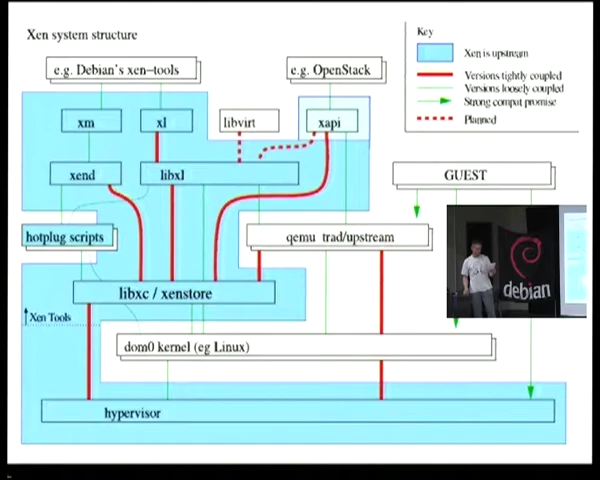 Xen system structure
Key
Xen is upstream
Versions tightly coupled
Versions loosely coupled
Strong compat promise
Planned
e.g. Debian's xen-tools
e.g. OpenStack
xm
xl
libvirt
xapi
xend
libxl
GUEST
hotplug scripts
qemu trad/upstream
debian
libxc / xenstore
Xen Tools
dom0 kernel (eg Linux)
hypervisor